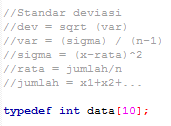 //Standar deviasi
//dev = sqrt (var)
//var = (sigma) / (n-1)
//sigma = (x-rata)^2
//rata = jumlah/n
//jumlah = x1+x2+...
typedef int data[10];